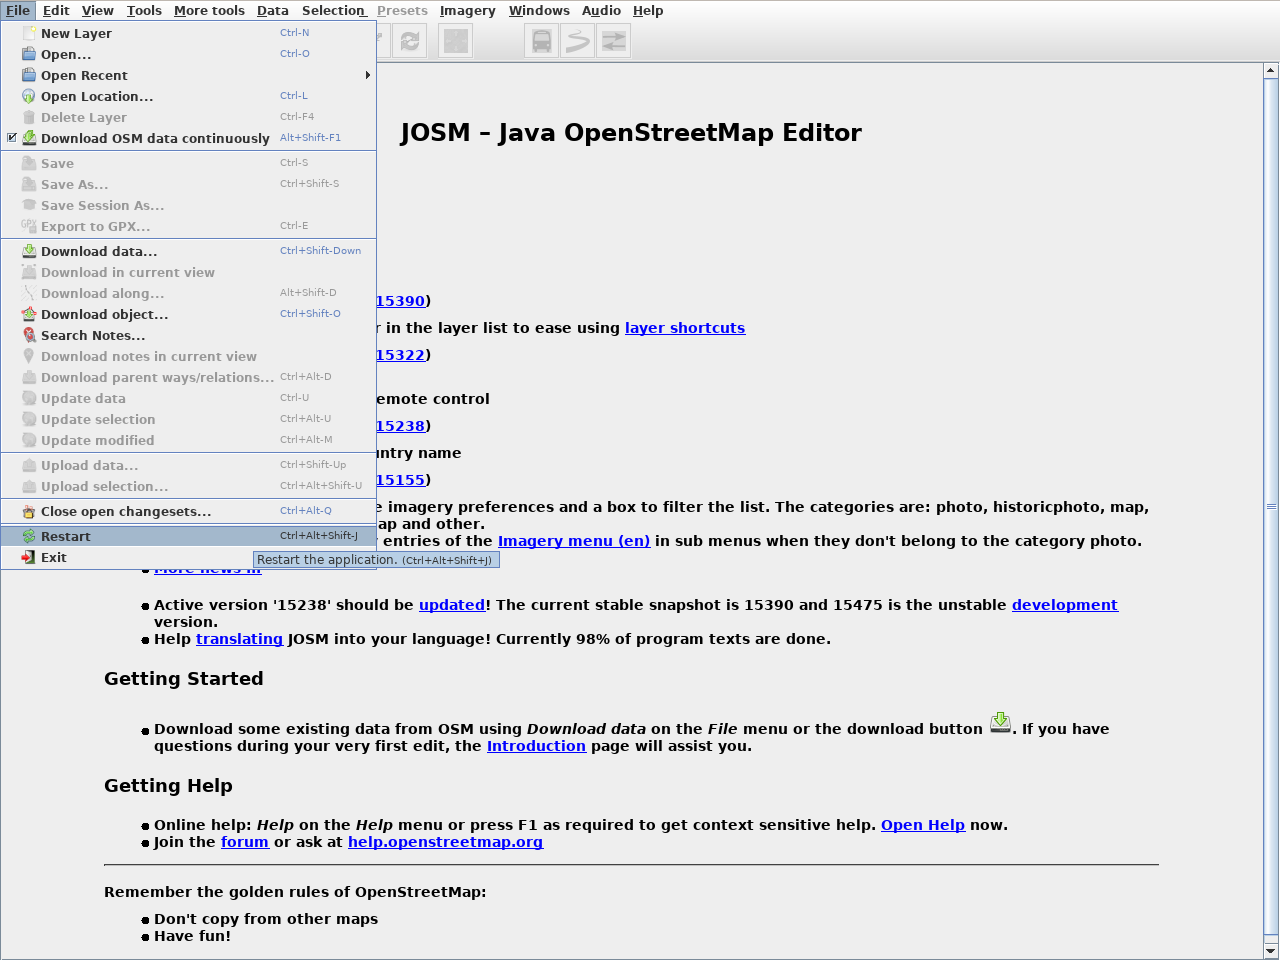 File Edit View Tools More tools Data Selection Presets Imagery Windows Audio Help
New Layer Ctrl-N
Open... Ctrl-O
Open Recent
Open Location... Ctrl-L
Delete Layer Ctrl-F4
Download OSM data continuously Alt+Shift-F1
Save Ctrl-S
Save As... Ctrl+Shift-S
Save Session As...
Export to GPX... Ctrl-E
Download data... Ctrl+Shift-Down
Download in current view
Download along... Alt+Shift-D
Download object... Ctrl+Shift-O
Search Notes...
Download notes in current view
Download parent ways/relations... Ctrl+Alt-D
Update data Ctrl-U
Update selection Ctrl+Alt-U
Update modified Ctrl+Alt-M
Upload data... Ctrl+Shift-Up
Upload selection... Ctrl+Alt+Shift-U
Close open changesets... Ctrl+Alt-Q
Restart Ctrl+Alt+Shift-J
Exit
Restart the application. (Ctrl+Alt+Shift+J)
JOSM – Java OpenStreetMap Editor
15390)
r in the layer list to ease using layer shortcuts
15322)
emote control
15238)
untry name
15155)
e imagery preferences and a box to filter the list. The categories are: photo, historicphoto, map,
ap and other.
entries of the Imagery menu (en) in sub menus when they don't belong to the category photo.
More news in
Active version '15238' should be updated! The current stable snapshot is 15390 and 15475 is the unstable development
version.
Help translating JOSM into your language! Currently 98% of program texts are done.
Getting Started
Download some existing data from OSM using Download data on the File menu or the download button . If you have
questions during your very first edit, the Introduction page will assist you.
Getting Help
Online help: Help on the Help menu or press F1 as required to get context sensitive help. Open Help now.
Join the forum or ask at help.openstreetmap.org
Remember the golden rules of OpenStreetMap:
Don't copy from other maps
Have fun!